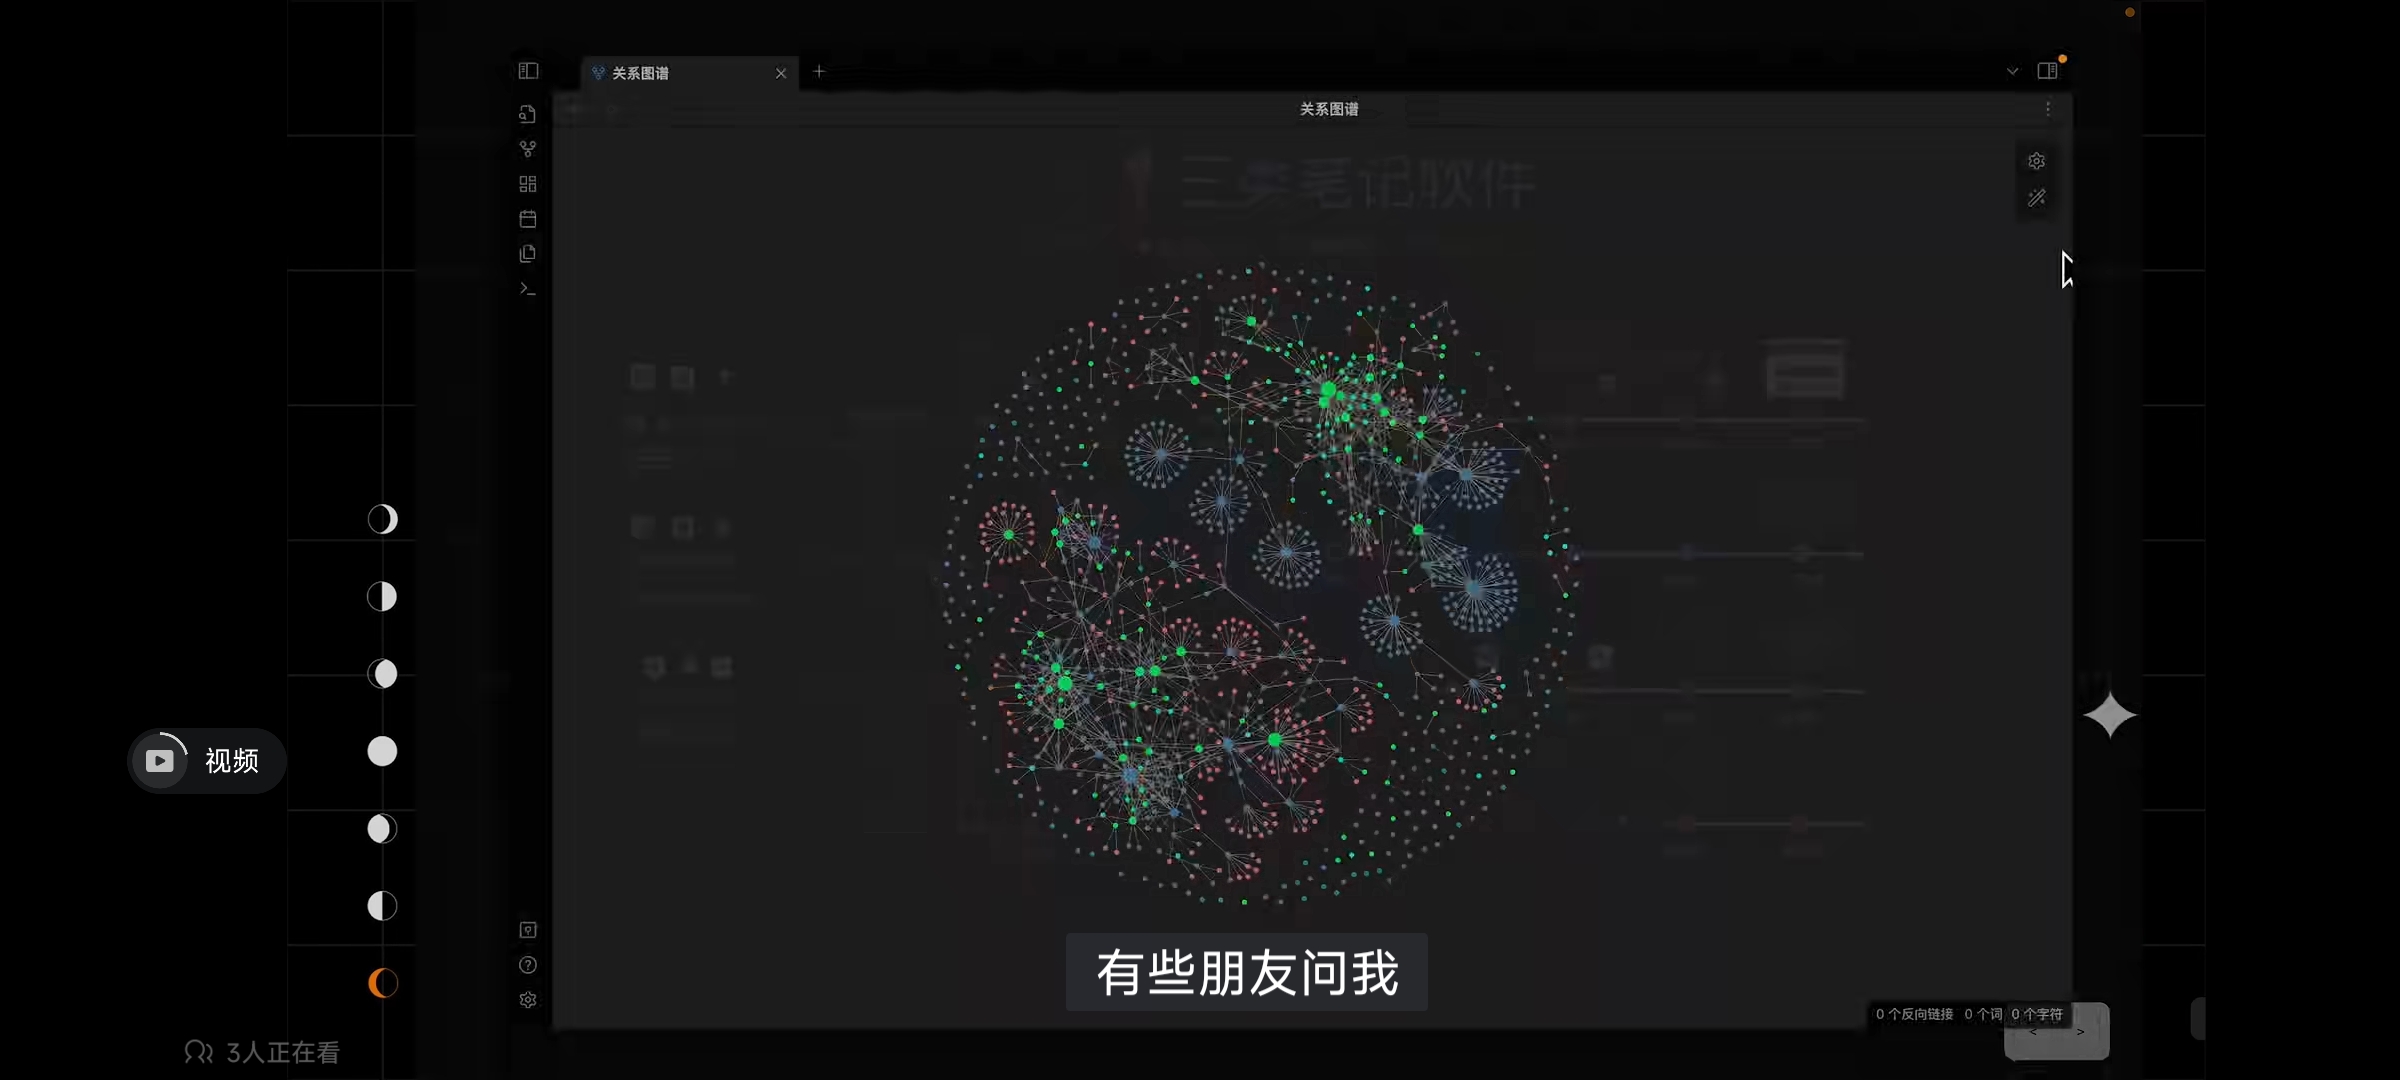 关系图谱
关系图谱
三类笔记软件
视频
有些朋友问我
0 个反向链接 0 个词 0 个字符
< >
3人正在看